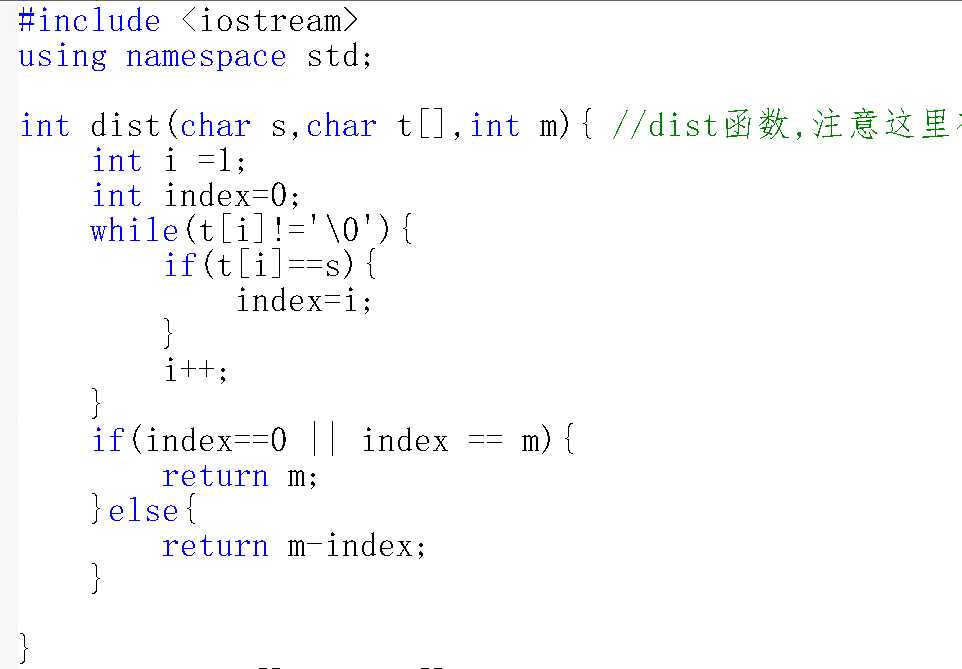 #include <iostream>
using namespace std;
int dist(char s,char t[],int m){ //dist函数,注意这里
int i =1;
int index=0;
while(t[i]!='\0'){
if(t[i]==s){
index=i;
}
i++;
}
if(index==0 || index == m){
return m;
}else{
return m-index;
}
}